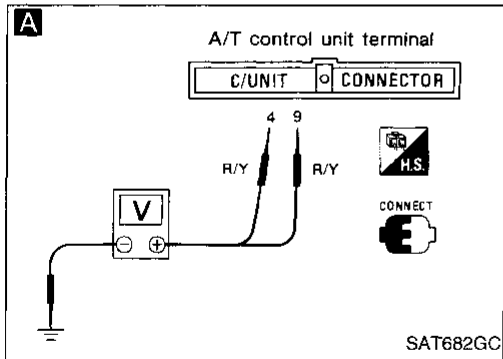 A
A/T control unit terminal
C/UNIT CONNECTOR
4 9
R/Y R/Y
H.S.
CONNECT
V
SAT682GC